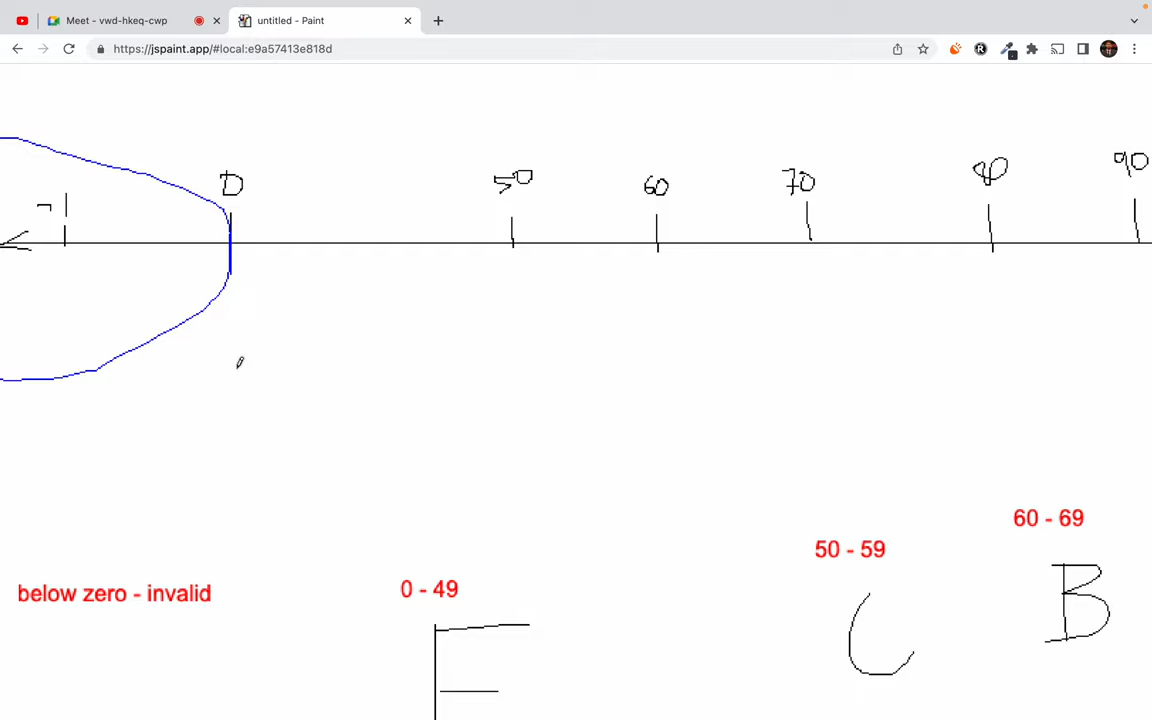 Meet - vwd-hkeq-cwp
untitled - Paint
https://jspaint.app/#local:e9a57413e818d
-1 0 50 60 70 80 90
60 - 69
50 - 59
0 - 49
below zero - invalid
B
C
F